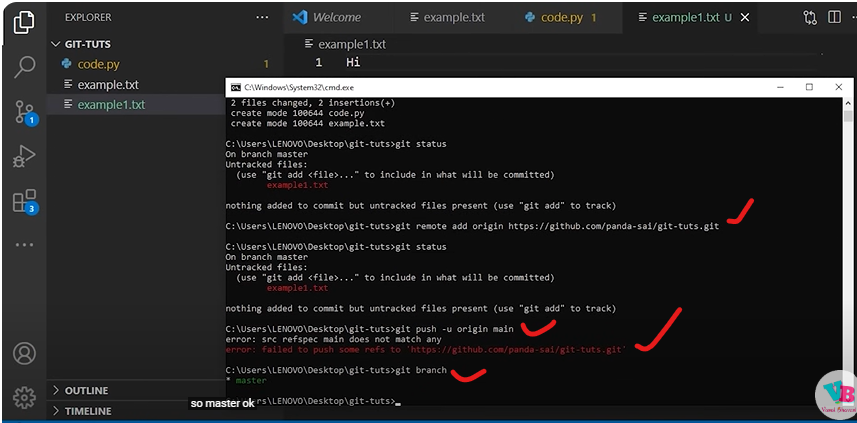 EXPLORER
Welcome
example.txt
code.py 1
example1.txt U
GIT-TUTS
code.py 1
example.txt
example1.txt
example1.txt
1 Hi
C:\Windows\System32\cmd.exe
2 files changed, 2 insertions(+)
create mode 100644 code.py
create mode 100644 example.txt
C:\Users\LENOVO\Desktop\git-tuts>git status
On branch master
Untracked files:
(use "git add <file>..." to include in what will be committed)
example1.txt
nothing added to commit but untracked files present (use "git add" to track)
C:\Users\LENOVO\Desktop\git-tuts>git remote add origin https://github.com/panda-sai/git-tuts.git
C:\Users\LENOVO\Desktop\git-tuts>git status
On branch master
Untracked files:
(use "git add <file>..." to include in what will be committed)
example1.txt
nothing added to commit but untracked files present (use "git add" to track)
C:\Users\LENOVO\Desktop\git-tuts>git push -u origin main
error: src refspec main does not match any
error: failed to push some refs to 'https://github.com/panda-sai/git-tuts.git'
C:\Users\LENOVO\Desktop\git-tuts>git branch
* master
C:\Users\LENOVO\Desktop\git-tuts>
1
3
OUTLINE
TIMELINE
so master ok
VB